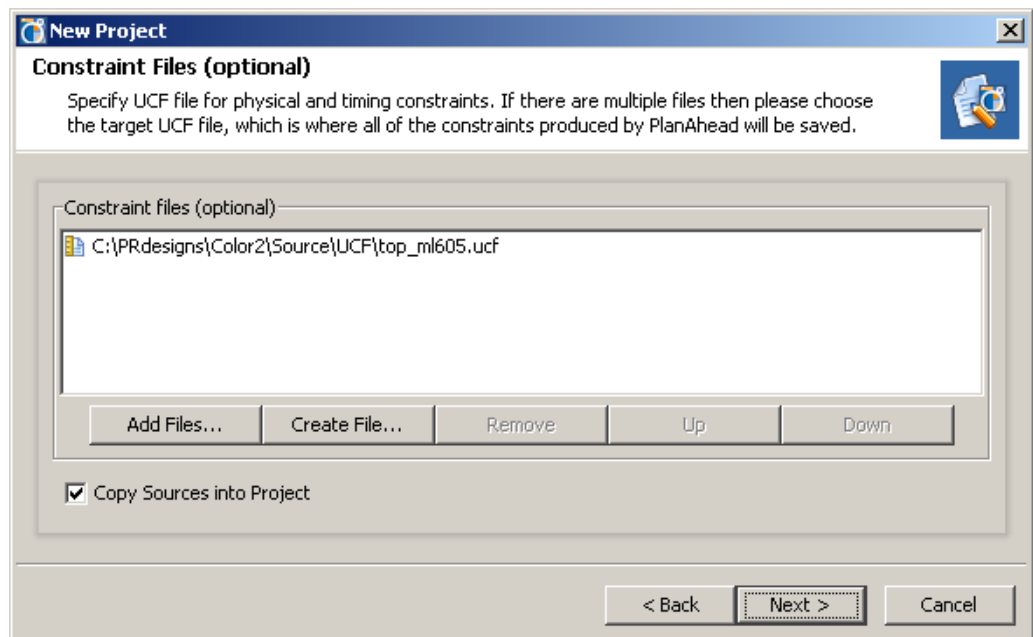 New Project
Constraint Files (optional)
Specify UCF file for physical and timing constraints. If there are multiple files then please choose
the target UCF file, which is where all of the constraints produced by PlanAhead will be saved.
Constraint files (optional)
C:\PRdesigns\Color2\Source\UCF\top_ml605.ucf
Add Files...
Create File...
Remove
Up
Down
Copy Sources into Project
< Back
Next >
Cancel